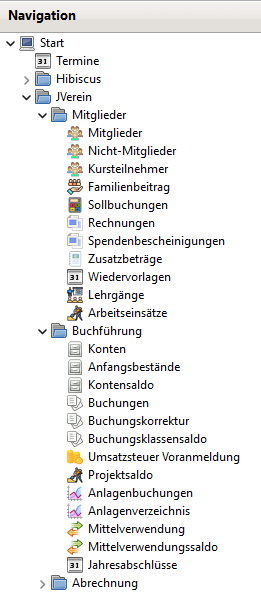 Navigation
Start
31 Termine
Hibiscus
JVerein
Mitglieder
Mitglieder
Nicht-Mitglieder
Kursteilnehmer
Familienbeitrag
Sollbuchungen
Rechnungen
Spendenbescheinigungen
Zusatzbeträge
31 Wiedervorlagen
Lehrgänge
Arbeitseinsätze
Buchführung
Konten
Anfangsbestände
Kontensaldo
Buchungen
Buchungskorrektur
Buchungsklassensaldo
Umsatzsteuer Voranmeldung
Projektsaldo
Anlagenbuchungen
Anlagenverzeichnis
Mittelverwendung
Mittelverwendungssaldo
31 Jahresabschlüsse
Abrechnung